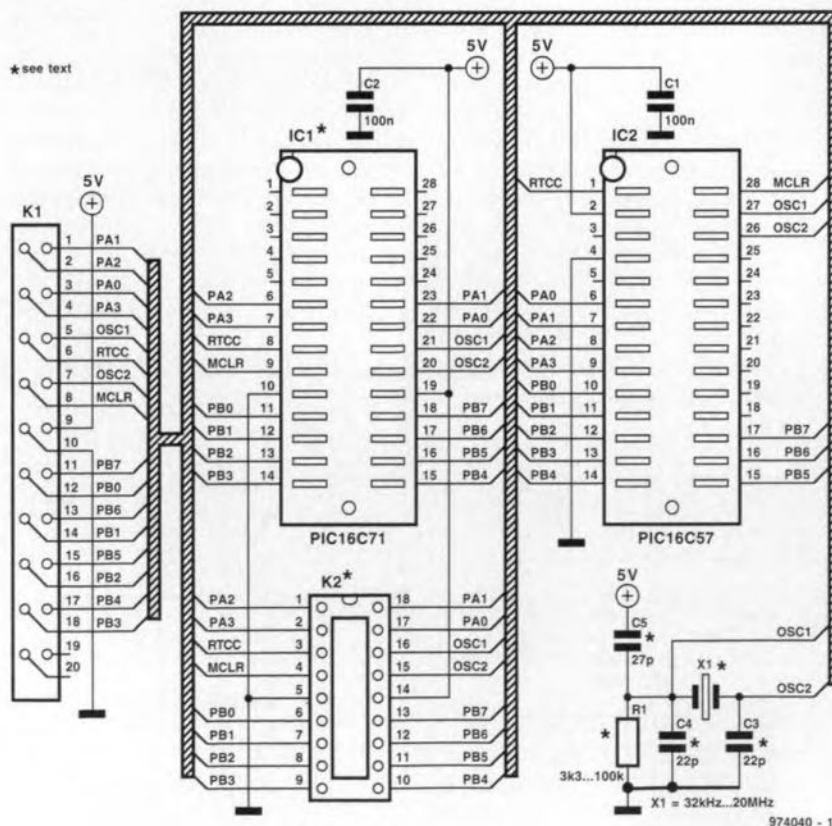 * see text
5V
C2
100n
5V
C1
100n
IC1*
IC2
1
2
3
4
5
PA2 6
PA3 7
RTCC 8
MCLR 9
10
PB0 11
PB1 12
PB2 13
PB3 14
28
27
26
25
24
23 PA1
22 PA0
21 OSC1
20 OSC2
19
18 PB7
17 PB6
16 PB5
15 PB4
PIC16C71
RTCC 1
2
3
4
5
PA0 6
PA1 7
PA2 8
PA3 9
PB0 10
PB1 11
PB2 12
PB3 13
PB4 14
28 MCLR
27 OSC1
26 OSC2
25
24
23
22
21
20
19
18
17 PB7
16 PB6
15 PB5
PIC16C57
5V
K1
1 PA1
2 PA2
3 PA0
4 PA3
5 OSC1
6 RTCC
7 OSC2
8 MCLR
9
10
11 PB7
12 PB0
13 PB6
14 PB1
15 PB5
16 PB2
17 PB4
18 PB3
19
20
K2*
PA2 1
PA3 2
RTCC 3
MCLR 4
5
PB0 6
PB1 7
PB2 8
PB3 9
18 PA1
17 PA0
16 OSC1
15 OSC2
14
13 PB7
12 PB6
11 PB5
10 PB4
5V
C5
*
27p
OSC1
X1 *
OSC2
R1
*
3k3...100k
C4
*
22p
C3
*
22p
X1 = 32kHz...20MHz
974040 - 1